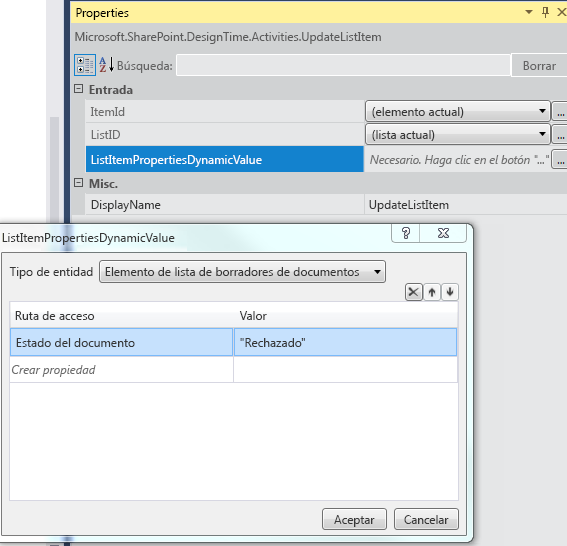 Properties
Microsoft.SharePoint.DesignTime.Activities.UpdateListItem
Búsqueda: Borrar
Entrada
ItemId (elemento actual) ...
ListID (lista actual) ...
ListItemPropertiesDynamicValue Necesario. Haga clic en el botón "..." ...
Misc.
DisplayName UpdateListItem
ListItemPropertiesDynamicValue
Tipo de entidad Elemento de lista de borradores de documentos
Ruta de acceso Valor
Estado del documento "Rechazado"
Crear propiedad
Aceptar Cancelar